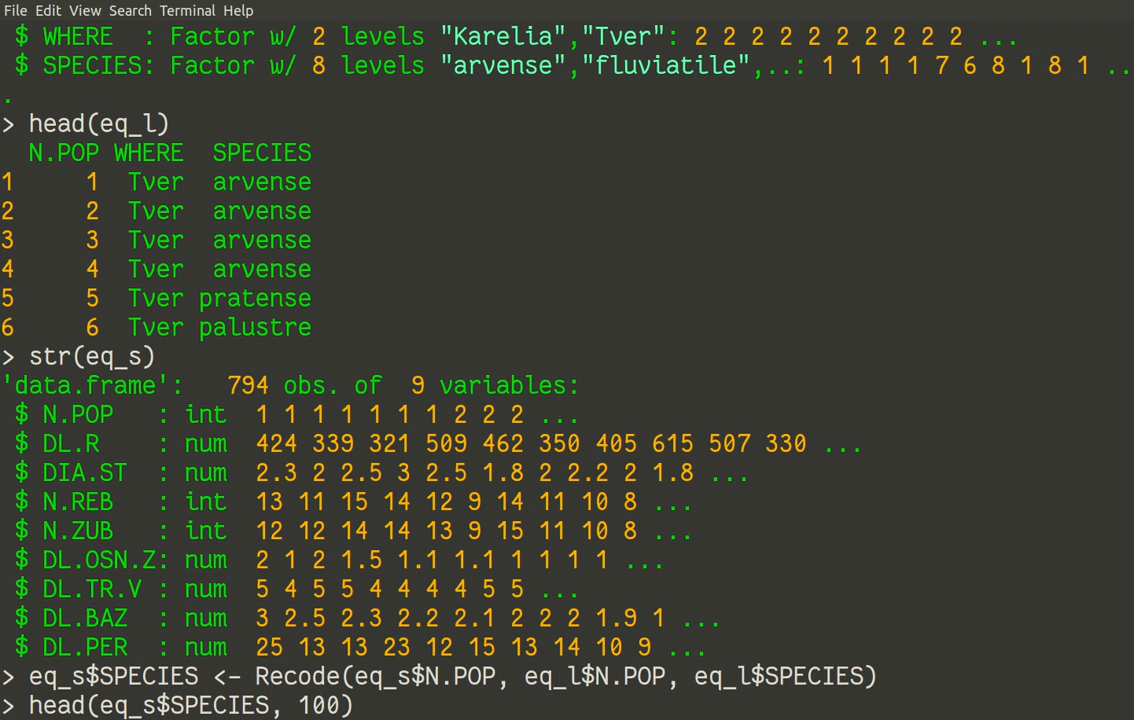 File Edit View Search Terminal Help
$ WHERE  : Factor w/ 2 levels "Karelia","Tver": 2 2 2 2 2 2 2 2 2 2 ...
$ SPECIES: Factor w/ 8 levels "arvense","fluviatile",..: 1 1 1 1 7 6 8 1 8 1 ..
.
> head(eq_l)
N.POP WHERE  SPECIES
1     1  Tver  arvense
2     2  Tver  arvense
3     3  Tver  arvense
4     4  Tver  arvense
5     5  Tver pratense
6     6  Tver palustre
> str(eq_s)
'data.frame':   794 obs. of  9 variables:
$ N.POP   : int  1 1 1 1 1 1 1 2 2 2 ...
$ DL.R    : num  424 339 321 509 462 350 405 615 507 330 ...
$ DIA.ST  : num  2.3 2 2.5 3 2.5 1.8 2 2.2 2 1.8 ...
$ N.REB   : int  13 11 15 14 12 9 14 11 10 8 ...
$ N.ZUB   : int  12 12 14 14 13 9 15 11 10 8 ...
$ DL.OSN.Z: num  2 1 2 1.5 1.1 1.1 1 1 1 1 ...
$ DL.TR.V : num  5 4 5 5 4 4 4 4 5 5 ...
$ DL.BAZ  : num  3 2.5 2.3 2.2 2.1 2 2 2 1.9 1 ...
$ DL.PER  : num  25 13 13 23 12 15 13 14 10 9 ...
> eq_s$SPECIES <- Recode(eq_s$N.POP, eq_l$N.POP, eq_l$SPECIES)
> head(eq_s$SPECIES, 100)